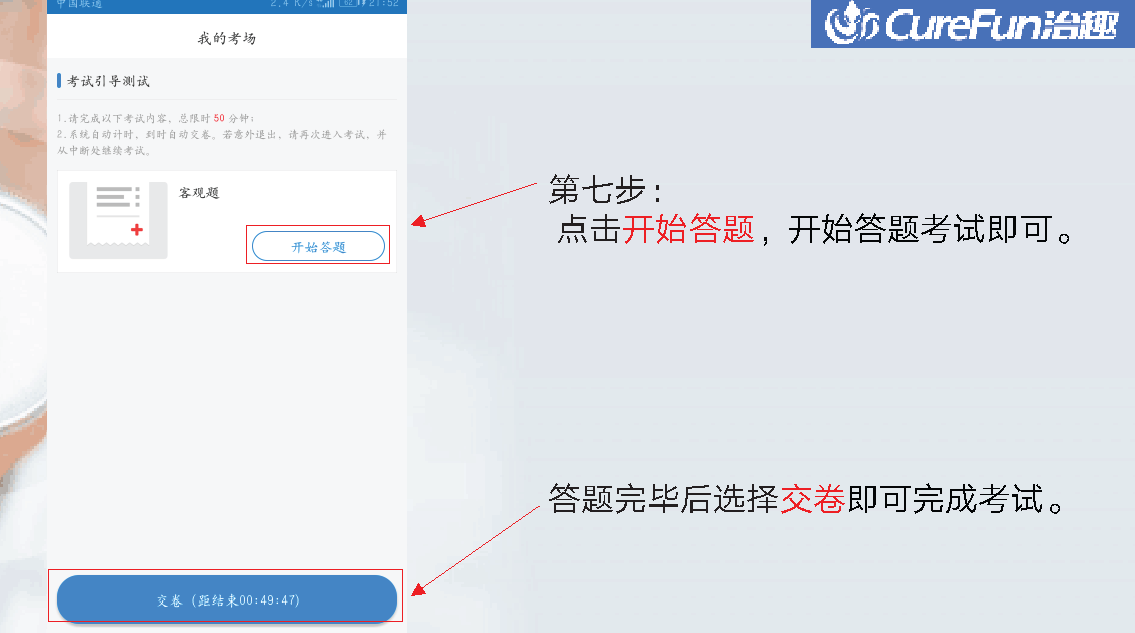 中国联通 2.4 K/s 62 21:52
CureFun治趣
我的考场
考试引导测试
1.请完成以下考试内容，总限时 50 分钟；
2.系统自动计时，到时自动交卷。若意外退出，请再次进入考试，并
从中断处继续考试。
客观题
开始答题
第七步：
点击开始答题，开始答题考试即可。
答题完毕后选择交卷即可完成考试。
交卷（距结束00:49:47）